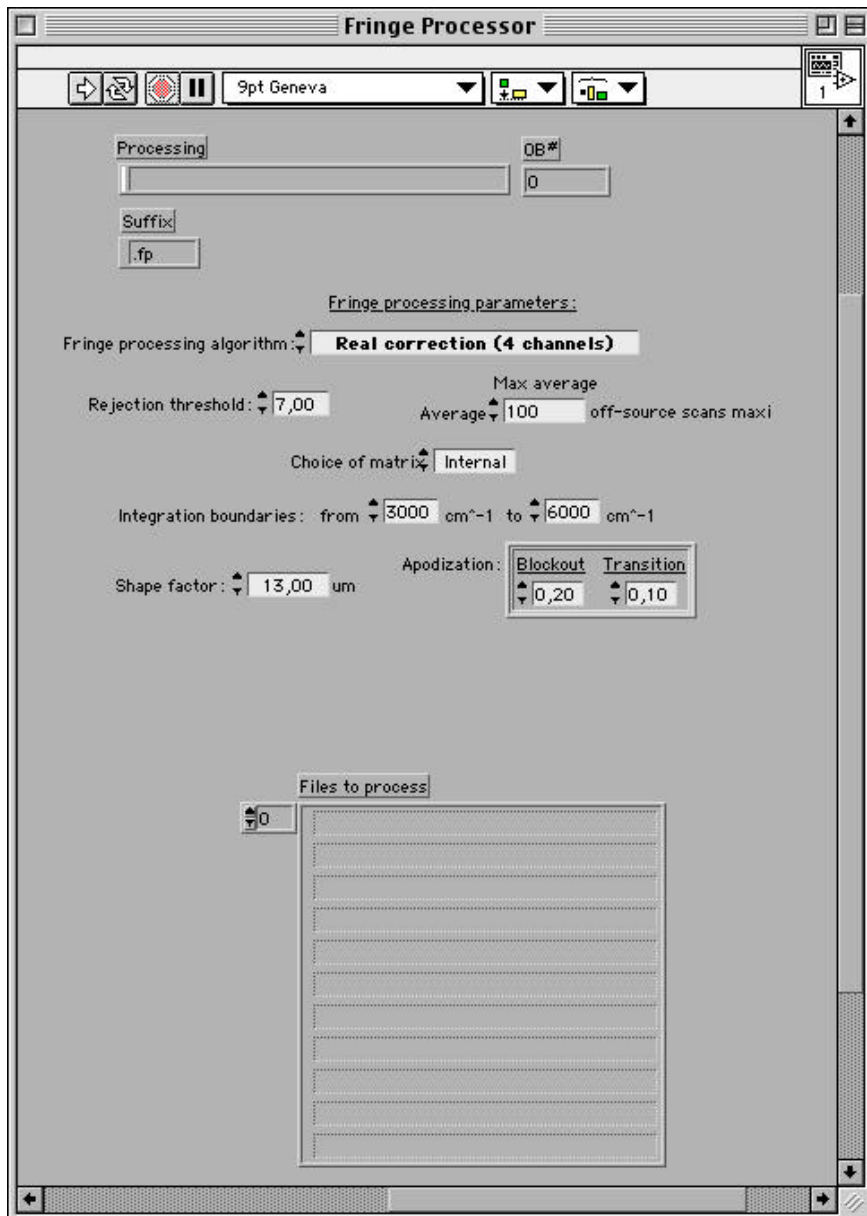 Fringe Processor
9pt Geneva
1
Processing OB#
0
Suffix
.fp
Fringe processing parameters:
Fringe processing algorithm: Real correction (4 channels)
Max average
Rejection threshold: 7,00 Average 100 off-source scans maxi
Choice of matrix Internal
Integration boundaries: from 3000 cm^-1 to 6000 cm^-1
Apodization: Blockout Transition
Shape factor: 13,00 um 0,20 0,10
Files to process
0